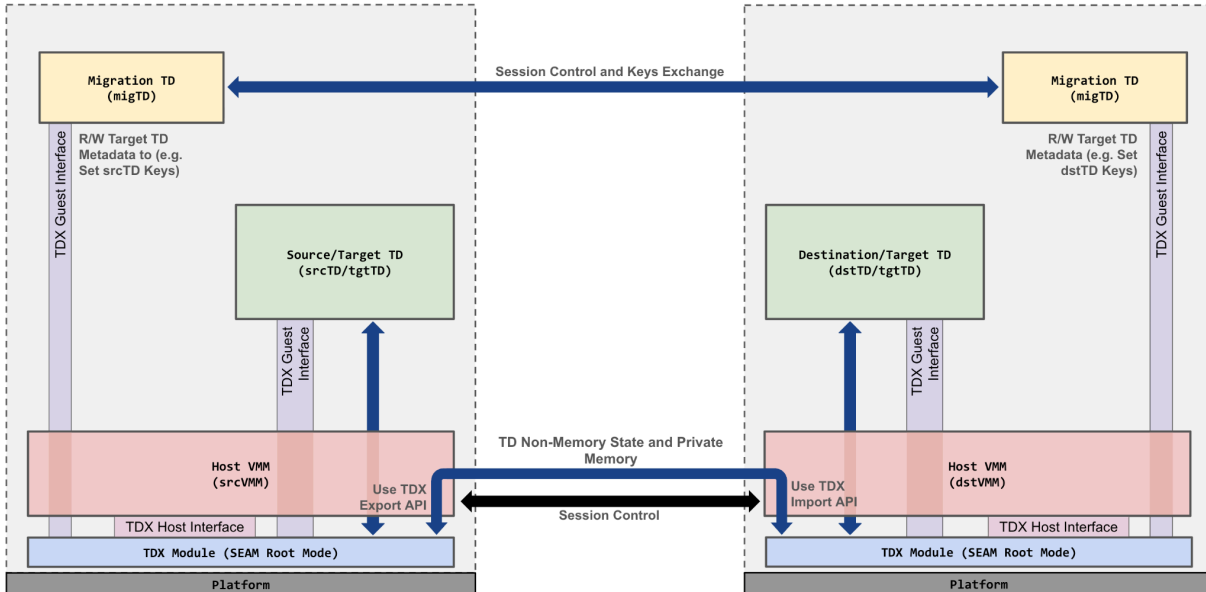 Migration TD
(migTD)
Session Control and Keys Exchange
Migration TD
(migTD)
TDX Guest Interface
R/W Target TD
Metadata to (e.g.
Set srcTD Keys)
R/W Target TD
Metadata (e.g. Set
dstTD Keys)
TDX Guest Interface
Source/Target TD
(srcTD/tgtTD)
Destination/Target TD
(dstTD/tgtTD)
TDX Guest
Interface
TDX Guest
Interface
Host VMM
(srcVMM)
Use TDX
Export API
TD Non-Memory State and Private
Memory
Session Control
Use TDX
Import API
Host VMM
(dstVMM)
TDX Host Interface
TDX Host Interface
TDX Module (SEAM Root Mode)
TDX Module (SEAM Root Mode)
Platform
Platform